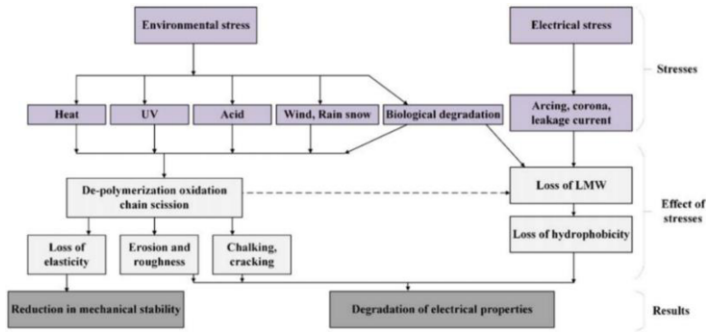 Environmental stress
Electrical stress
Stresses
Heat
UV
Acid
Wind, Rain snow
Biological degradation
Arcing, corona,
leakage current
De-polymerization oxidation
chain scission
Loss of LMW
Effect of
stresses
Loss of
elasticity
Erosion and
roughness
Chalking,
cracking
Loss of hydrophobicity
Reduction in mechanical stability
Degradation of electrical properties
Results